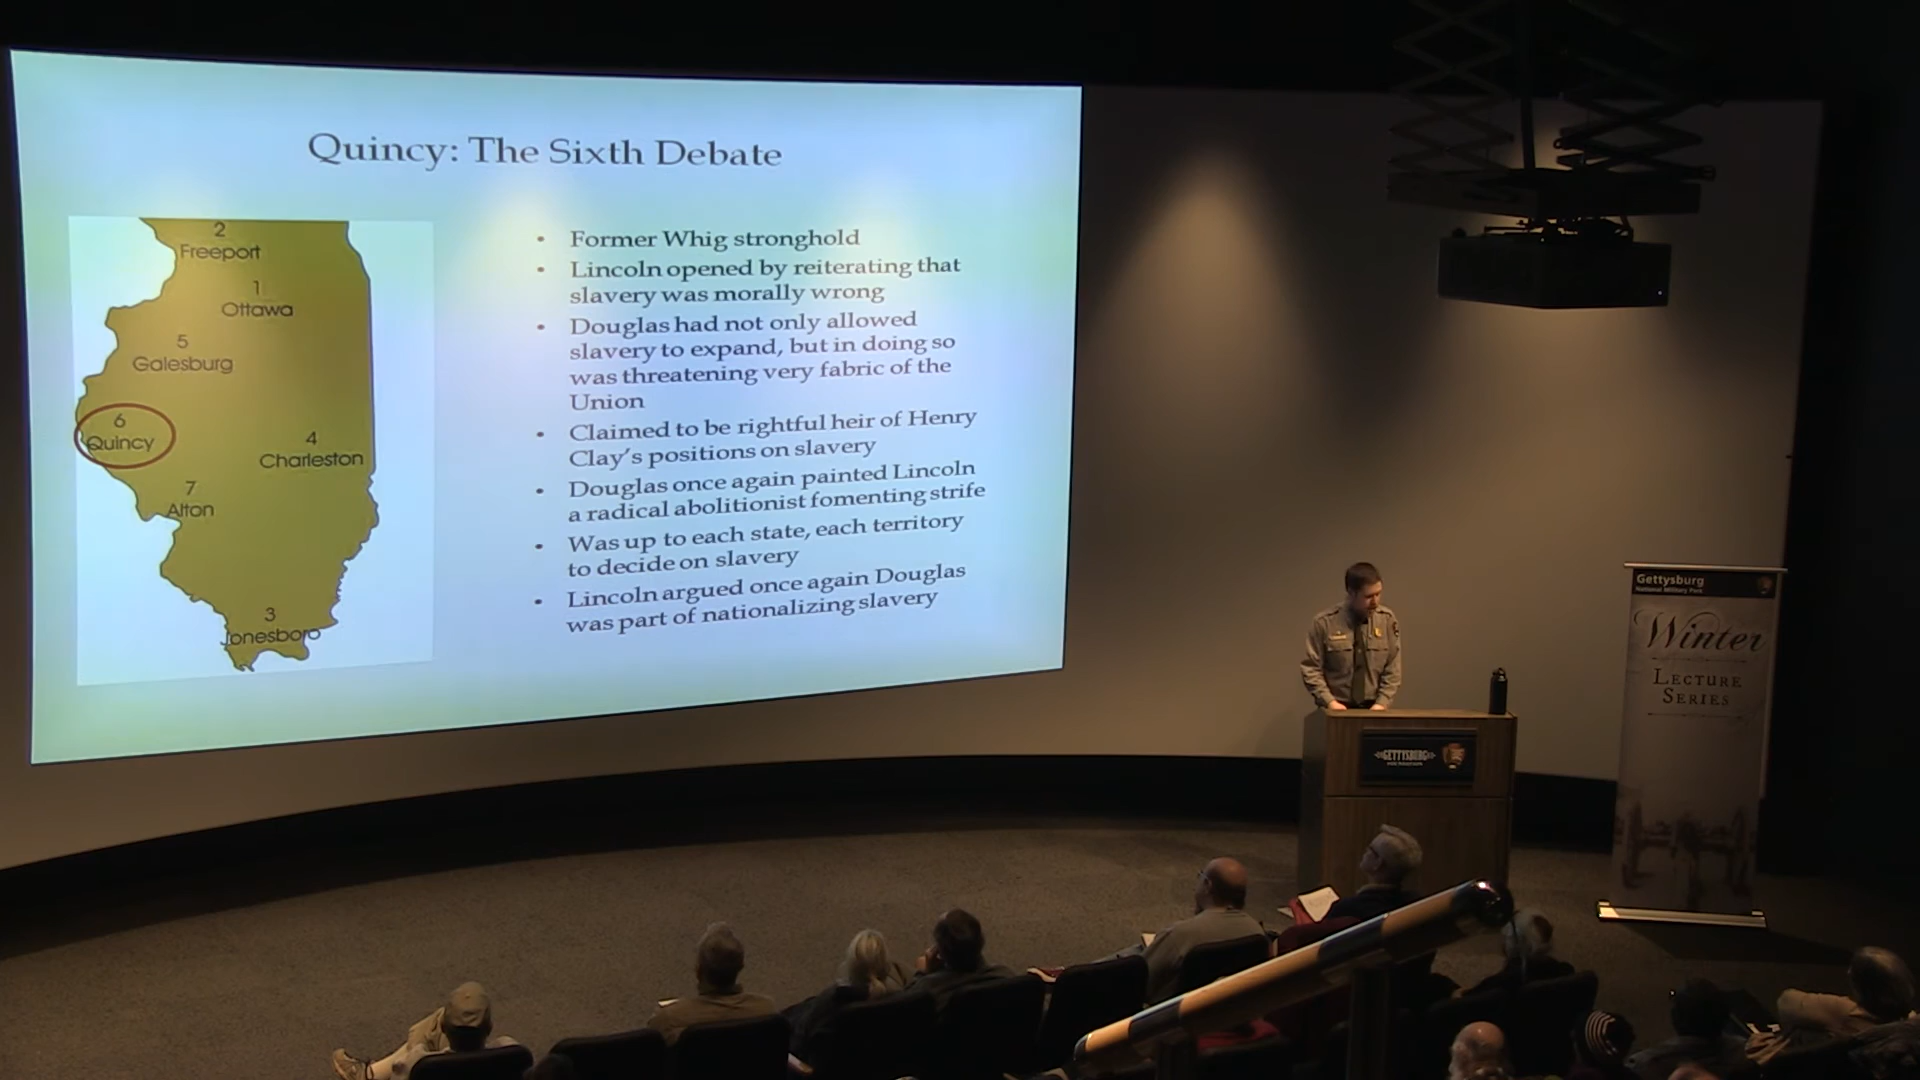 Quincy: The Sixth Debate
2
Freeport
1
Ottawa
5
Galesburg
6
Quincy
4
Charleston
7
Alton
3
Jonesboro
• Former Whig stronghold
• Lincoln opened by reiterating that
slavery was morally wrong
• Douglas had not only allowed
slavery to expand, but in doing so
was threatening very fabric of the
Union
• Claimed to be rightful heir of Henry
Clay's positions on slavery
• Douglas once again painted Lincoln
a radical abolitionist fomenting strife
• Was up to each state, each territory
to decide on slavery
• Lincoln argued once again Douglas
was part of nationalizing slavery
GETTYSBURG
Gettysburg
National Military Park
Winter
LECTURE
SERIES